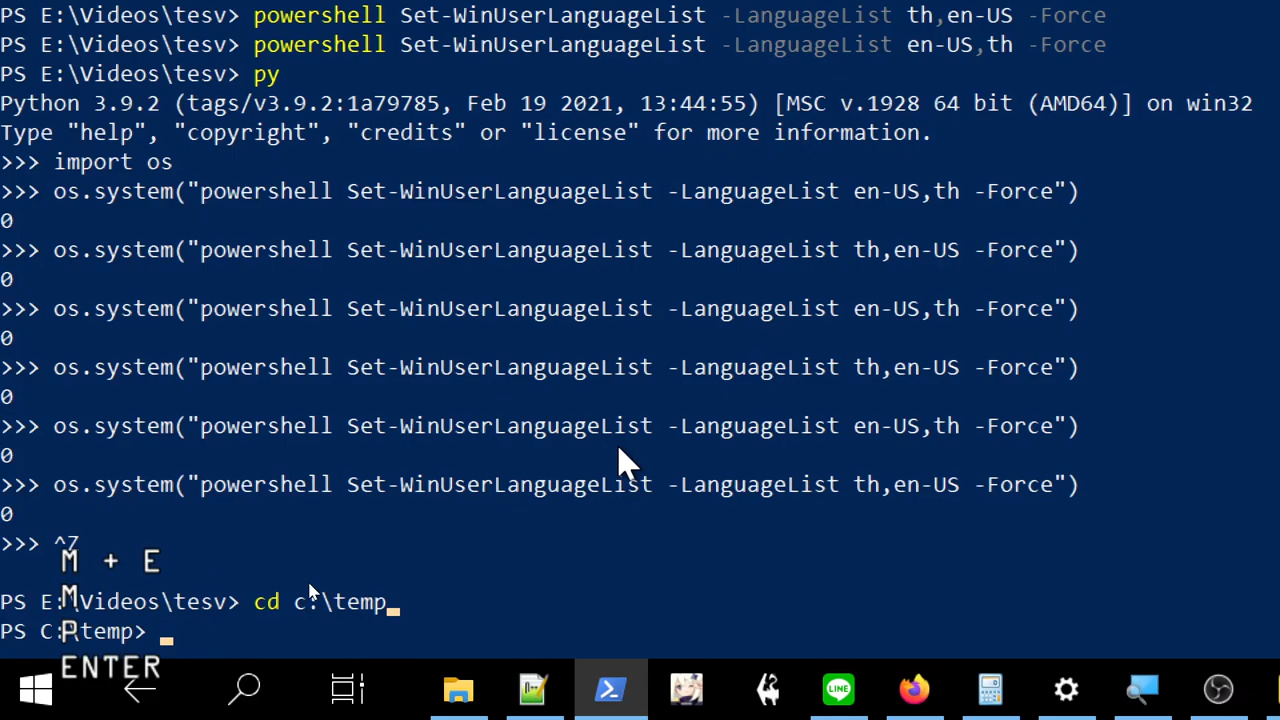 PS E:\Videos\tesv> powershell Set-WinUserLanguageList -LanguageList th,en-US -Force
PS E:\Videos\tesv> powershell Set-WinUserLanguageList -LanguageList en-US,th -Force
PS E:\Videos\tesv> py
Python 3.9.2 (tags/v3.9.2:1a79785, Feb 19 2021, 13:44:55) [MSC v.1928 64 bit (AMD64)] on win32
Type "help", "copyright", "credits" or "license" for more information.
>>> import os
>>> os.system("powershell Set-WinUserLanguageList -LanguageList en-US,th -Force")
0
>>> os.system("powershell Set-WinUserLanguageList -LanguageList th,en-US -Force")
0
>>> os.system("powershell Set-WinUserLanguageList -LanguageList en-US,th -Force")
0
>>> os.system("powershell Set-WinUserLanguageList -LanguageList th,en-US -Force")
0
>>> os.system("powershell Set-WinUserLanguageList -LanguageList en-US,th -Force")
0
>>> os.system("powershell Set-WinUserLanguageList -LanguageList th,en-US -Force")
0
>>> ^Z
M + E
M
PS E:\Videos\tesv> cd c:\temp
P
PS C:\temp>
ENTER
LINE